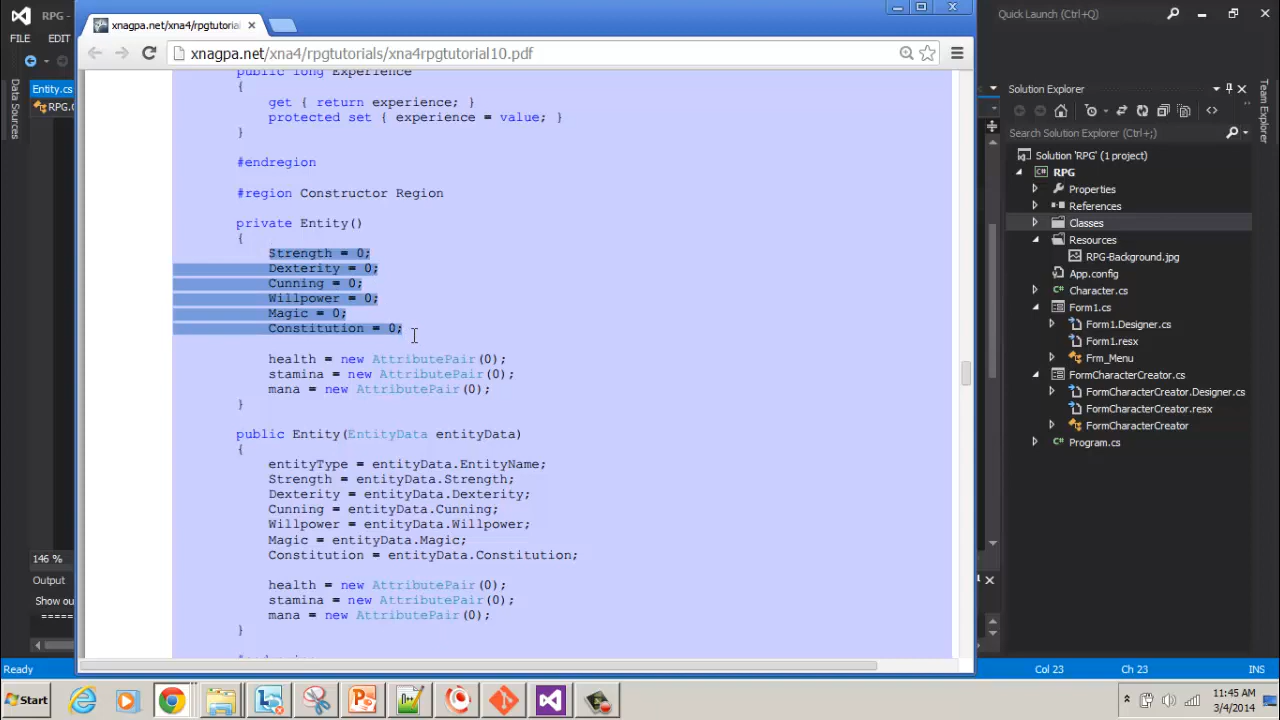 RPG -
xnagpa.net/xna4/rpgtutorial
Quick Launch (Ctrl+Q)
FILE
EDIT
xnagpa.net/xna4/rpgtutorials/xna4rpgtutorial10.pdf
Entity.cs
RPG.
Data Sources
Team Explorer
public long Experience
{
get { return experience; }
protected set { experience = value; }
}
#endregion
#region Constructor Region
private Entity()
{
Strength = 0;
Dexterity = 0;
Cunning = 0;
Willpower = 0;
Magic = 0;
Constitution = 0;
health = new AttributePair(0);
stamina = new AttributePair(0);
mana = new AttributePair(0);
}
public Entity(EntityData entityData)
{
entityType = entityData.EntityName;
Strength = entityData.Strength;
Dexterity = entityData.Dexterity;
Cunning = entityData.Cunning;
Willpower = entityData.Willpower;
Magic = entityData.Magic;
Constitution = entityData.Constitution;
health = new AttributePair(0);
stamina = new AttributePair(0);
mana = new AttributePair(0);
}
Solution Explorer
Search Solution Explorer (Ctrl+;)
Solution 'RPG' (1 project)
RPG
Properties
References
Classes
Resources
RPG-Background.jpg
App.config
Character.cs
Form1.cs
Form1.Designer.cs
Form1.resx
Frm_Menu
FormCharacterCreator.cs
FormCharacterCreator.Designer.cs
FormCharacterCreator.resx
FormCharacterCreator
Program.cs
146 %
Output
Show ou
====
Ready
Col 23
Ch 23
INS
Start
11:45 AM
3/4/2014